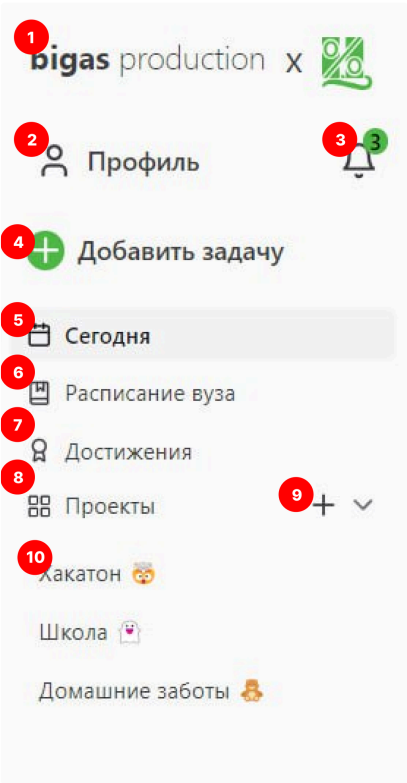 1
bigas production x %
2 Профиль 3 3
4 Добавить задачу
5 Сегодня
6 Расписание вуза
7 Достижения
8 Проекты 9 +
10 Хакатон 🤯
Школа 👻
Домашние заботы 🧸